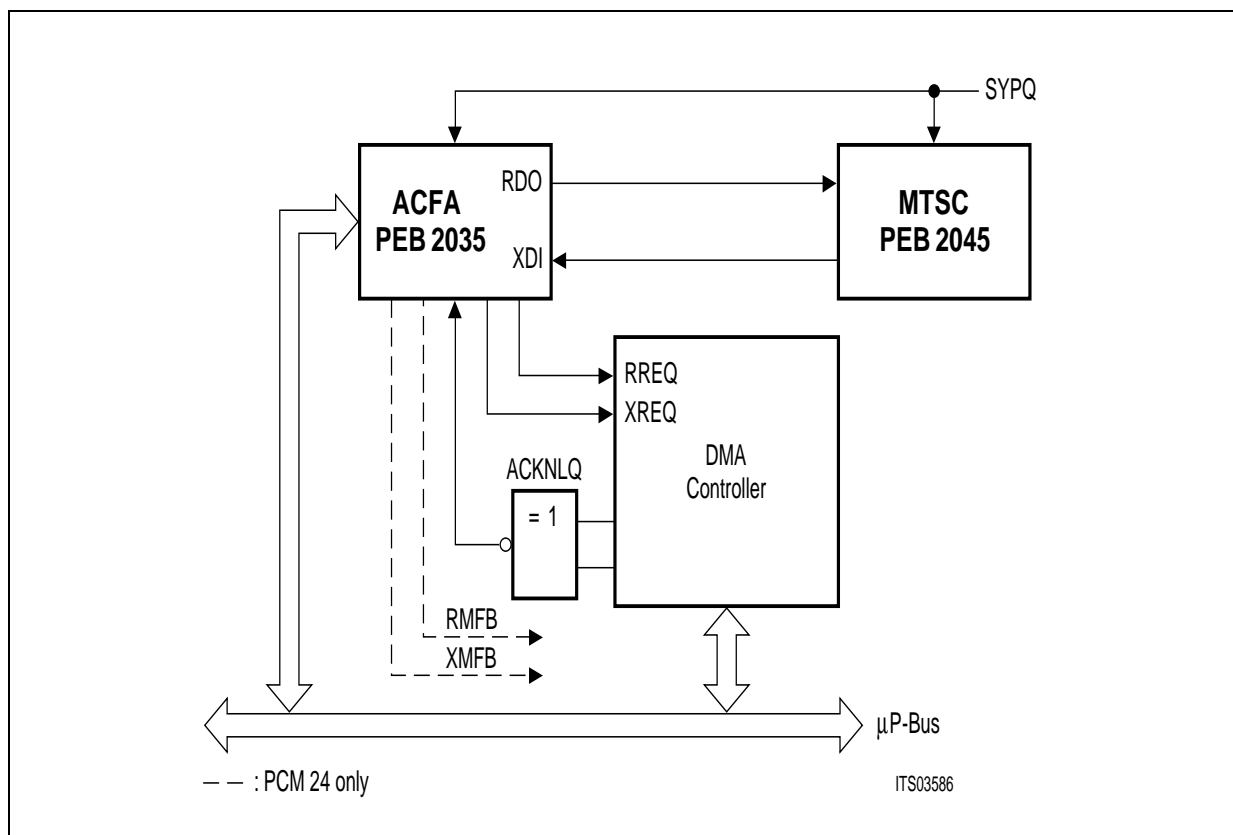 SYPQ
RDO
ACFA
PEB 2035
XDI
MTSC
PEB 2045
RREQ
XREQ
DMA
Controller
ACKNLQ
= 1
RMFB
XMFB
µP-Bus
: PCM 24 only
ITS03586